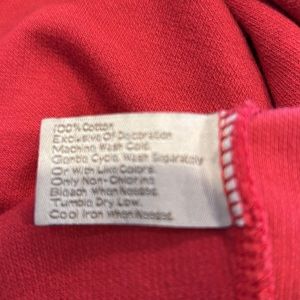 100% Cotton
Exclusive Of Decoration
Machine Wash Cold.
Gentle Cycle. Wash Separately
Or With Like Colors.
Only Non-Chlorine
Bleach When Needed.
Tumble Dry Low.
Cool Iron When Needed.